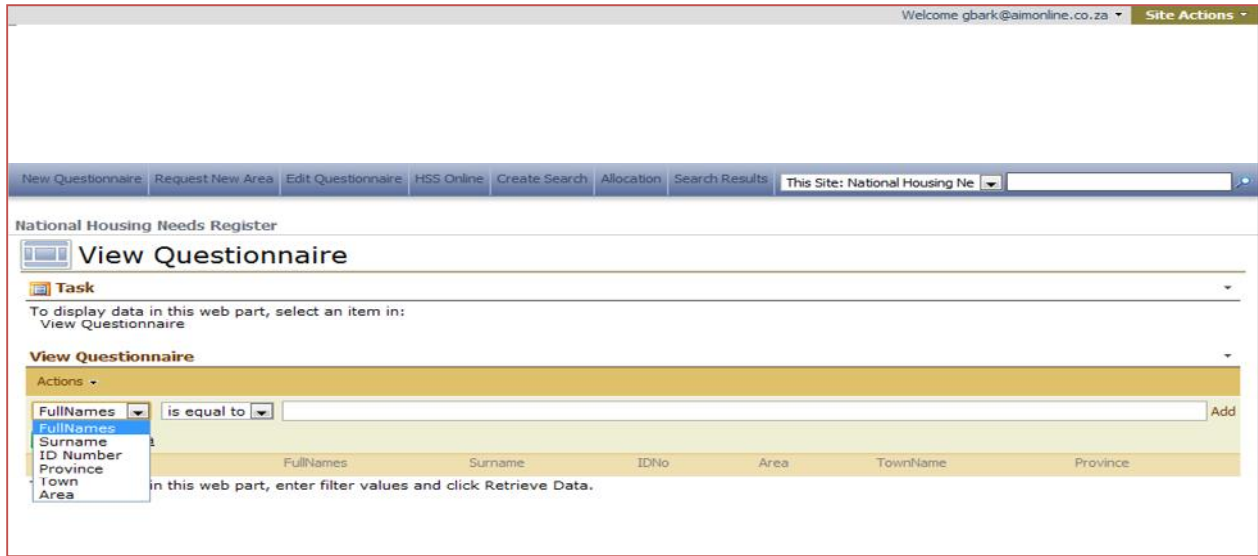 Welcome gbark@aimonline.co.za Site Actions
New Questionnaire Request New Area Edit Questionnaire HSS Online Create Search Allocation Search Results This Site: National Housing Ne
National Housing Needs Register
View Questionnaire
Task
To display data in this web part, select an item in:
View Questionnaire
View Questionnaire
Actions
FullNames is equal to Add
FullNames
Surname
ID Number
Province
Town
Area
FullNames Surname IDNo Area TownName Province
in this web part, enter filter values and click Retrieve Data.